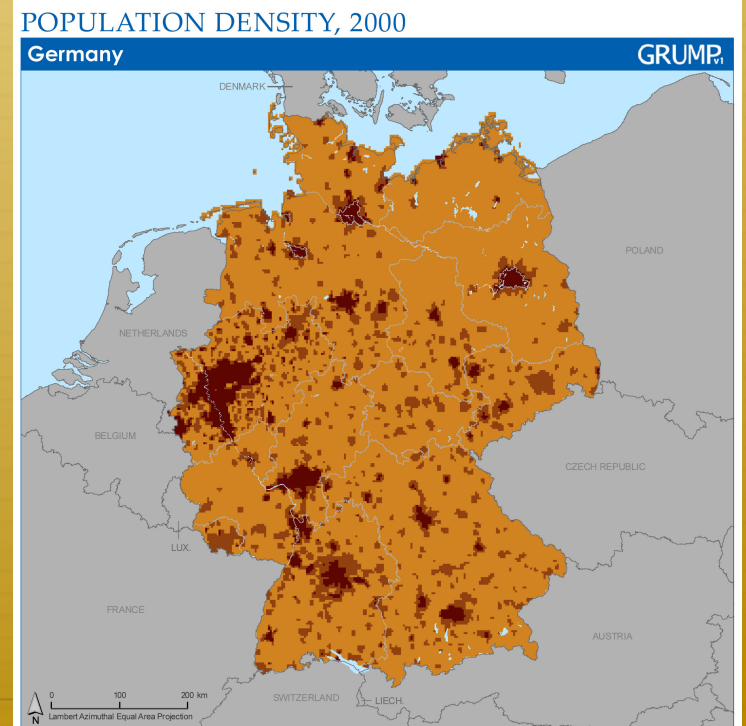 POPULATION DENSITY, 2000
Germany
GRUMPv1
DENMARK
POLAND
NETHERLANDS
BELGIUM
CZECH REPUBLIC
LUX.
FRANCE
AUSTRIA
SWITZERLAND
LIECH.
0 100 200 km
N
Lambert Azimuthal Equal Area Projection